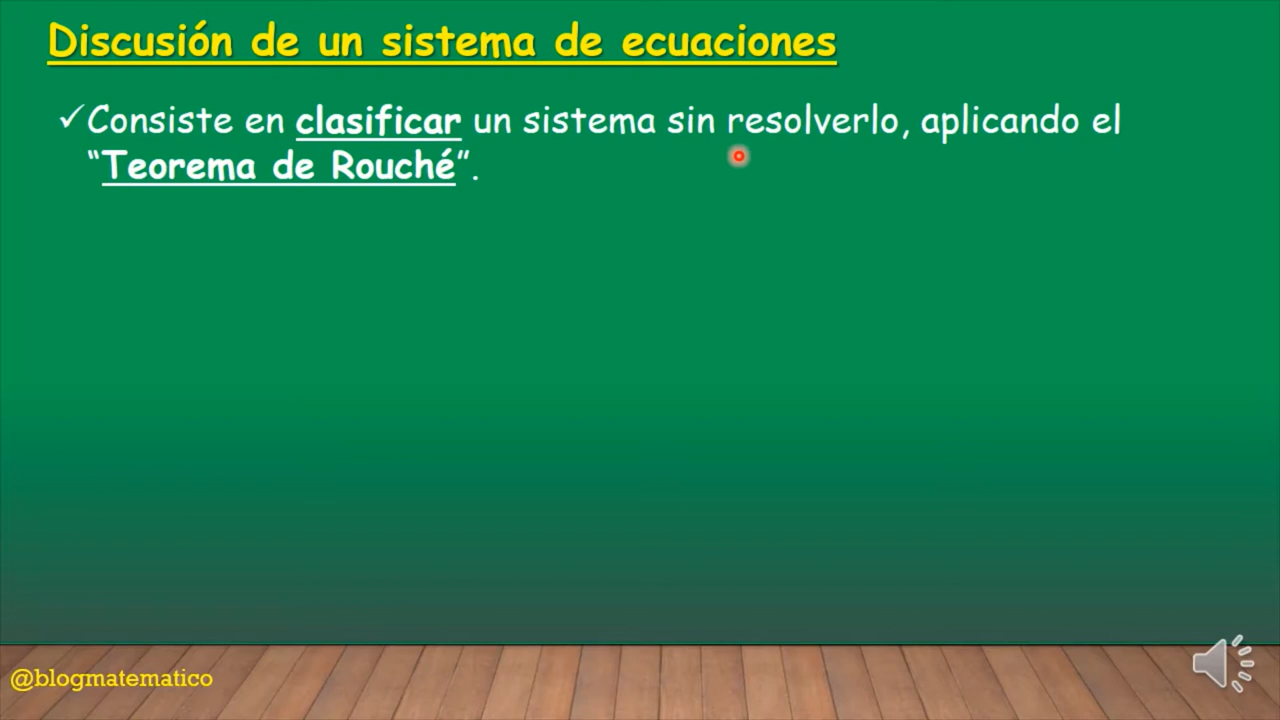 Discusión de un sistema de ecuaciones
✓Consiste en clasificar un sistema sin resolverlo, aplicando el
“Teorema de Rouché”.
@blogmatematico